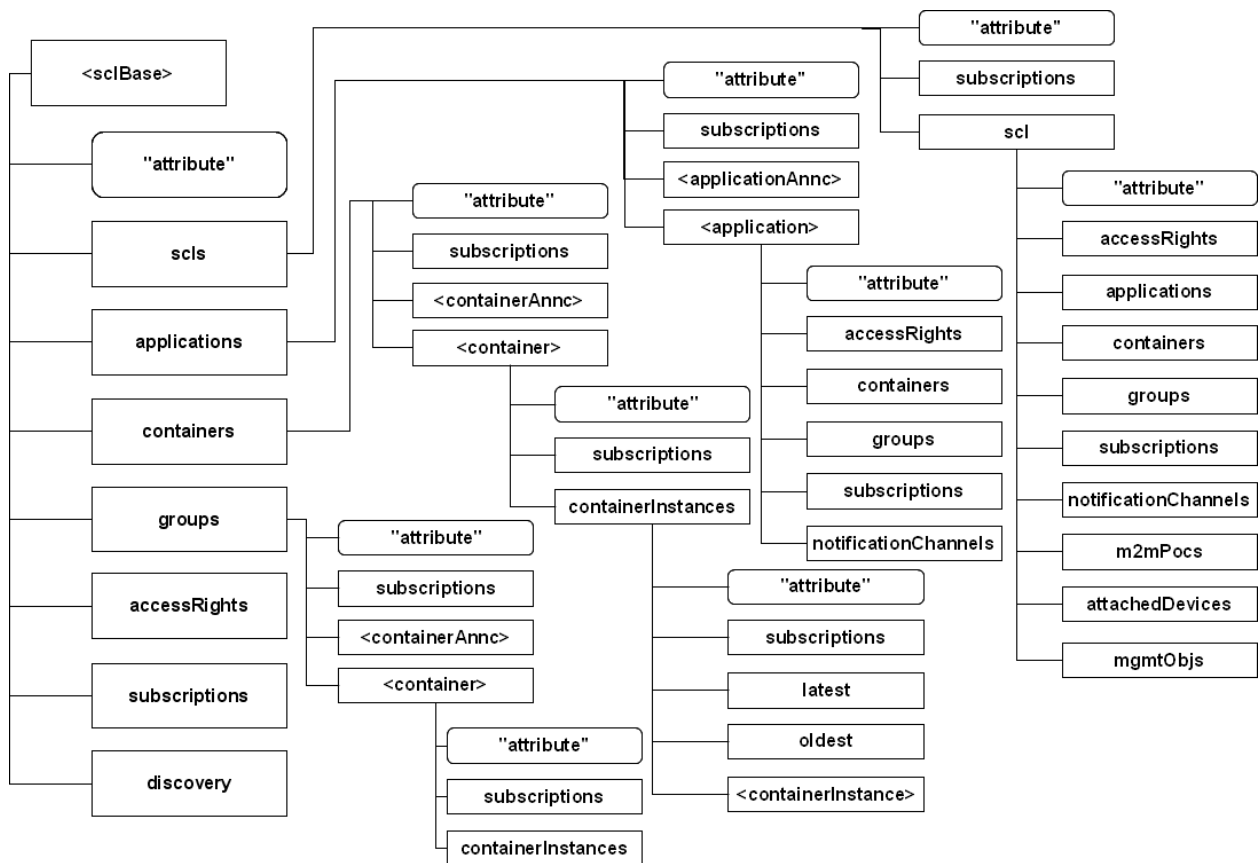 <sclBase>
"attribute"
scls
applications
containers
groups
accessRights
subscriptions
discovery
"attribute"
subscriptions
scl
"attribute"
accessRights
applications
containers
groups
subscriptions
notificationChannels
m2mPocs
attachedDevices
mgmtObjs
"attribute"
subscriptions
<applicationAnnc>
<application>
"attribute"
accessRights
containers
groups
subscriptions
notificationChannels
"attribute"
subscriptions
<containerAnnc>
<container>
"attribute"
subscriptions
containerInstances
"attribute"
subscriptions
latest
oldest
<containerInstance>
"attribute"
subscriptions
<containerAnnc>
<container>
"attribute"
subscriptions
containerInstances